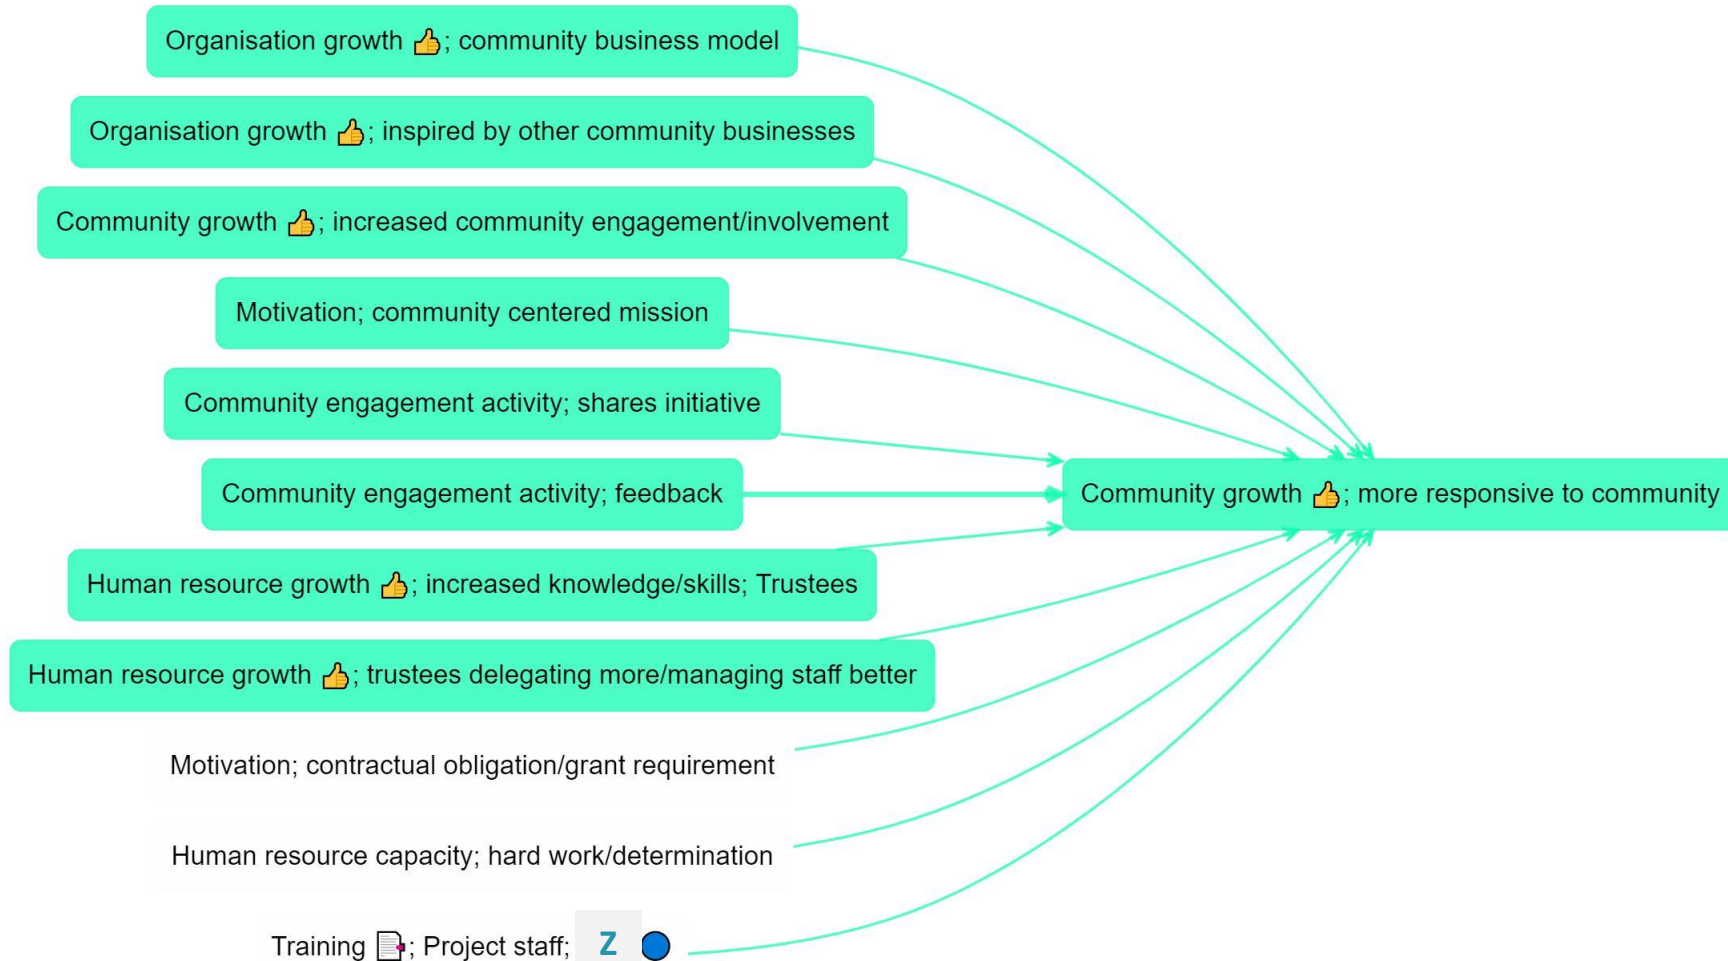 Organisation growth 👍; community business model
Organisation growth 👍; inspired by other community businesses
Community growth 👍; increased community engagement/involvement
Motivation; community centered mission
Community engagement activity; shares initiative
Community engagement activity; feedback
Community growth 👍; more responsive to community
Human resource growth 👍; increased knowledge/skills; Trustees
Human resource growth 👍; trustees delegating more/managing staff better
Motivation; contractual obligation/grant requirement
Human resource capacity; hard work/determination
Training 📑; Project staff; Z 🔵